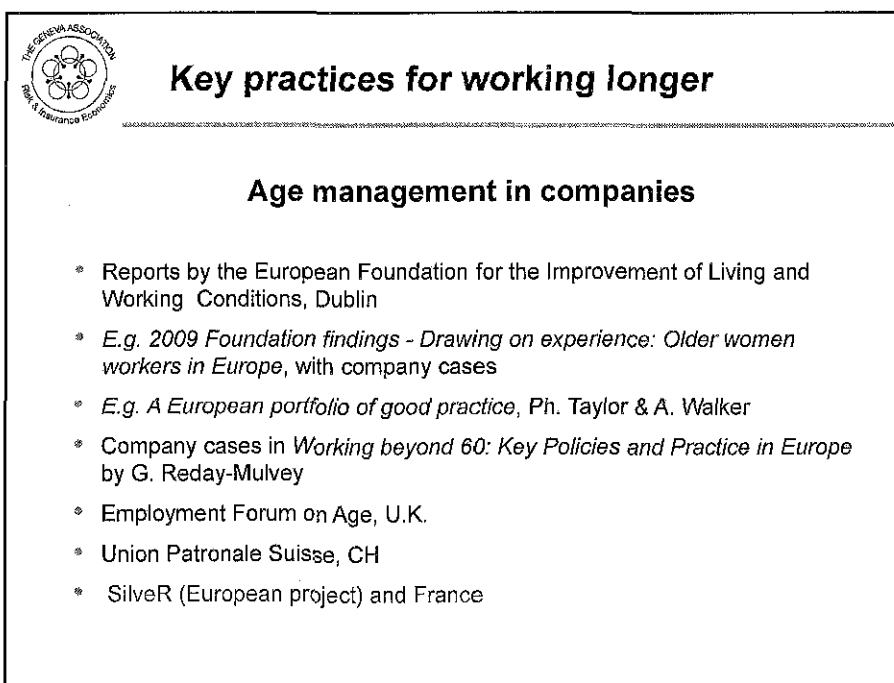 THE GENEVA ASSOCIATION
Risk & Insurance Economics
Key practices for working longer
Age management in companies
* Reports by the European Foundation for the Improvement of Living and
Working Conditions, Dublin
* E.g. 2009 Foundation findings - Drawing on experience: Older women
workers in Europe, with company cases
* E.g. A European portfolio of good practice, Ph. Taylor & A. Walker
* Company cases in Working beyond 60: Key Policies and Practice in Europe
by G. Reday-Mulvey
* Employment Forum on Age, U.K.
* Union Patronale Suisse, CH
* SilveR (European project) and France